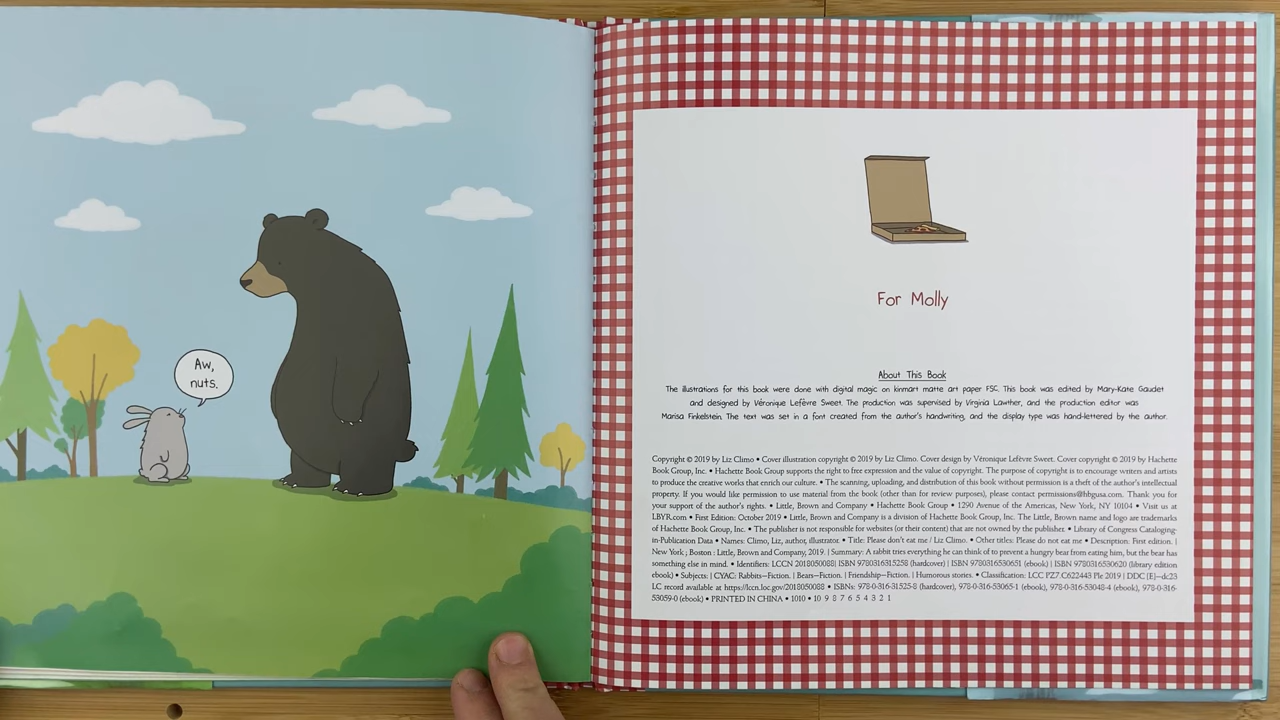 Aw,
nuts.
For Molly
About This Book
The illustrations for this book were done with digital magic on kinmart matte art paper FSC. This book was edited by Mary-Kate Gaudet
and designed by Véronique Lefèvre Sweet. The production was supervised by Virginia Lawther, and the production editor was
Marisa Finkelstein. The text was set in a font created from the author's handwriting, and the display type was hand-lettered by the author.
Copyright © 2019 by Liz Climo • Cover illustration copyright © 2019 by Liz Climo. Cover design by Véronique Lefèvre Sweet. Cover copyright © 2019 by Hachette
Book Group, Inc. • Hachette Book Group supports the right to free expression and the value of copyright. The purpose of copyright is to encourage writers and artists
to produce the creative works that enrich our culture. • The scanning, uploading, and distribution of this book without permission is a theft of the author's intellectual
property. If you would like permission to use material from the book (other than for review purposes), please contact permissions@hbgusa.com. Thank you for
your support of the author's rights. • Little, Brown and Company • Hachette Book Group • 1290 Avenue of the Americas, New York, NY 10104 • Visit us at
LBYR.com • First Edition: October 2019 • Little, Brown and Company is a division of Hachette Book Group, Inc. The Little, Brown name and logo are trademarks
of Hachette Book Group, Inc. • The publisher is not responsible for websites (or their content) that are not owned by the publisher. • Library of Congress Cataloging-
in-Publication Data • Names: Climo, Liz, author, illustrator. • Title: Please don't eat me / Liz Climo. • Other titles: Please do not eat me • Description: First edition. |
New York ; Boston : Little, Brown and Company, 2019. | Summary: A rabbit tries everything he can think of to prevent a hungry bear from eating him, but the bear has
something else in mind. • Identifiers: LCCN 2018050088| ISBN 9780316315258 (hardcover) | ISBN 9780316530651 (ebook) | ISBN 9780316530620 (library edition
ebook) • Subjects: | CYAC: Rabbits—Fiction. | Bears—Fiction. | Friendship—Fiction. | Humorous stories. • Classification: LCC PZ7.C622443 Ple 2019 | DDC [E]—dc23
LC record available at https://lccn.loc.gov/2018050088 • ISBNs: 978-0-316-31525-8 (hardcover), 978-0-316-53065-1 (ebook), 978-0-316-53048-4 (ebook), 978-0-316-
53059-0 (ebook) • PRINTED IN CHINA • 1010 • 10 9 8 7 6 5 4 3 2 1